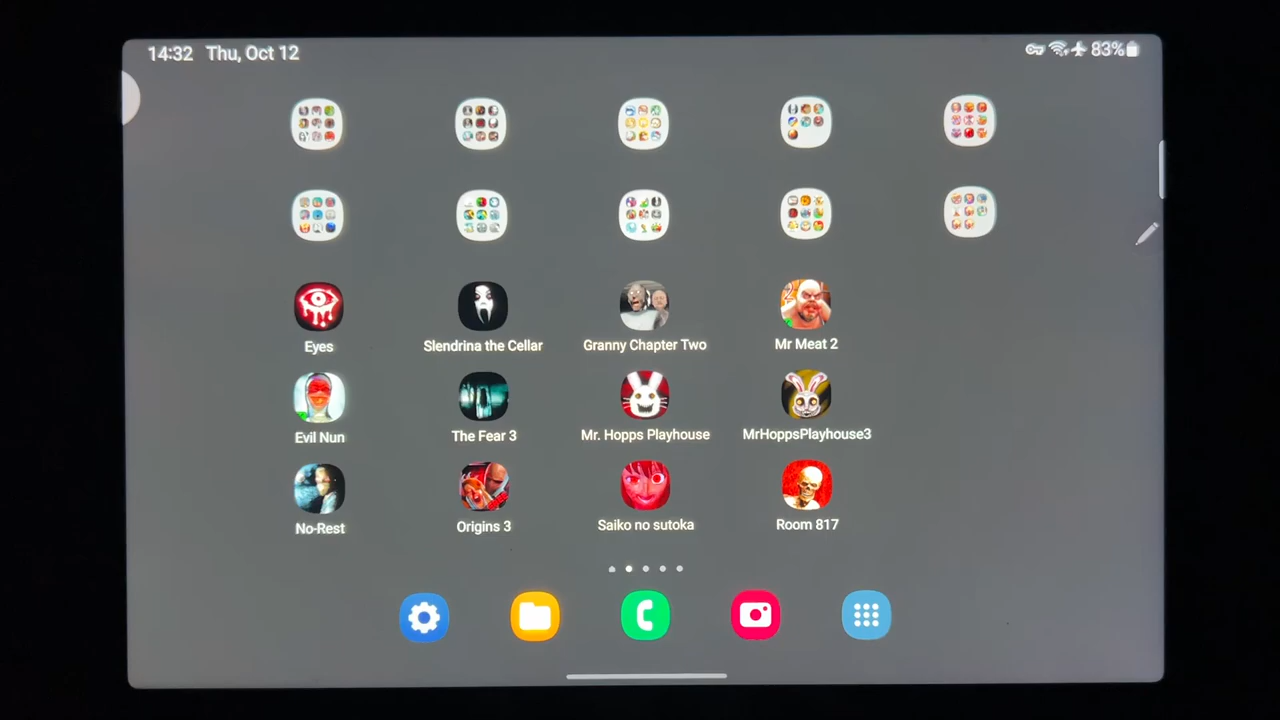 14:32 Thu, Oct 12
83%
Eyes
Slendrina the Cellar
Granny Chapter Two
Mr Meat 2
Evil Nun
The Fear 3
Mr. Hopps Playhouse
MrHoppsPlayhouse3
No-Rest
Origins 3
Saiko no sutoka
Room 817